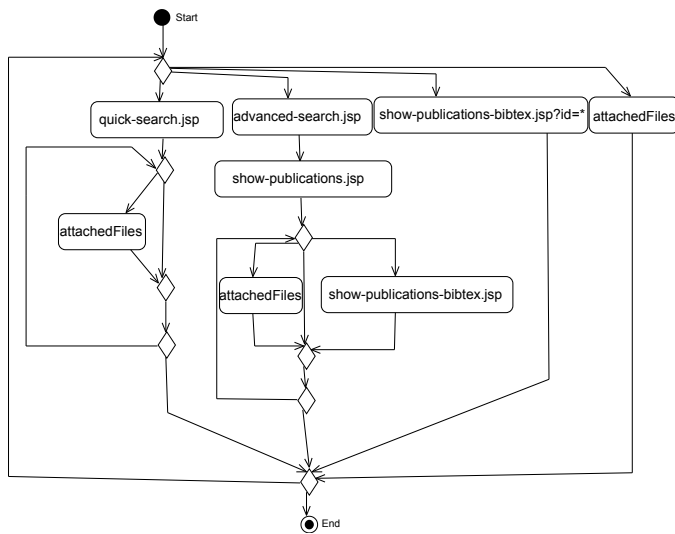 Start
quick-search.jsp
advanced-search.jsp
show-publications-bibtex.jsp?id=*
attachedFiles
show-publications.jsp
attachedFiles
attachedFiles
show-publications-bibtex.jsp
End